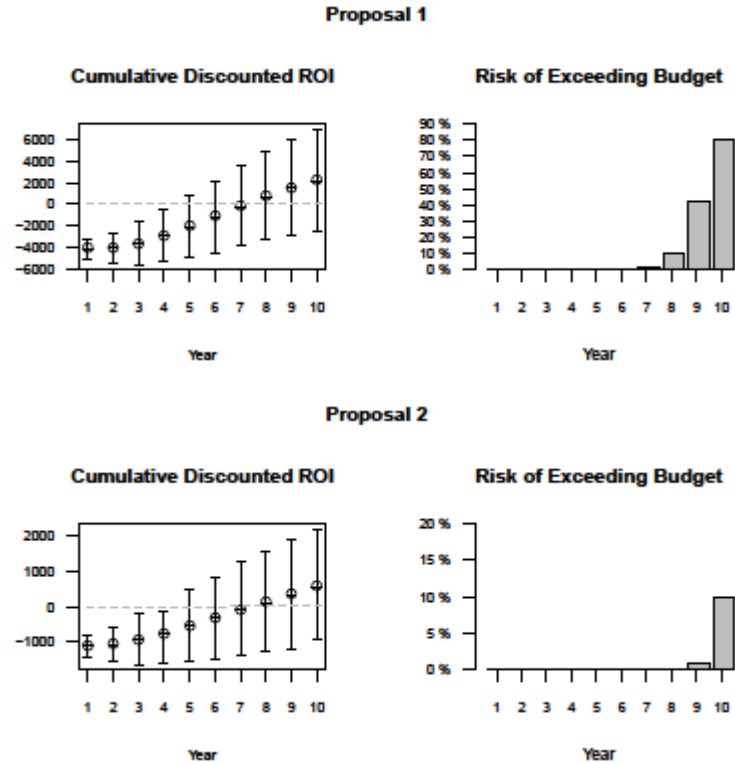 Proposal 1
Cumulative Discounted ROI
6000
4000
2000
0
−2000
−4000
−6000
1 2 3 4 5 6 7 8 9 10
Year
Risk of Exceeding Budget
90 %
80 %
70 %
60 %
50 %
40 %
30 %
20 %
10 %
0 %
1 2 3 4 5 6 7 8 9 10
Year
Proposal 2
Cumulative Discounted ROI
2000
1000
0
−1000
1 2 3 4 5 6 7 8 9 10
Year
Risk of Exceeding Budget
20 %
15 %
10 %
5 %
0 %
1 2 3 4 5 6 7 8 9 10
Year